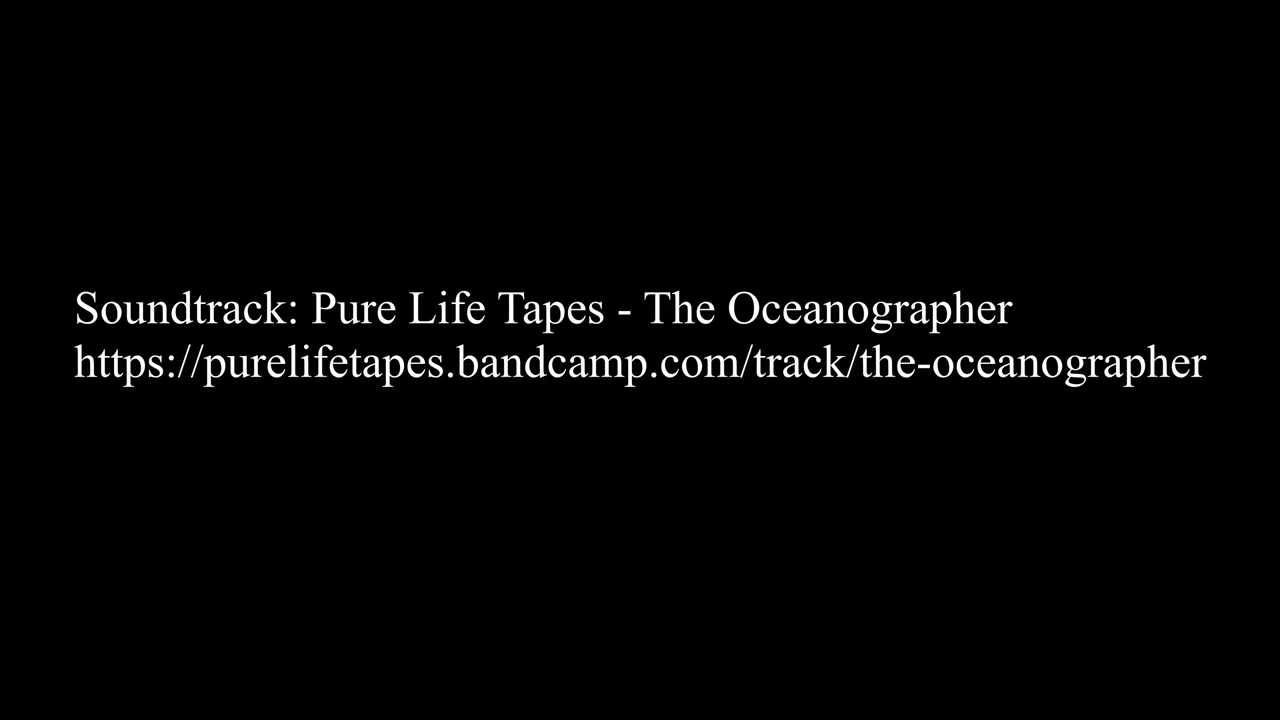 Soundtrack: Pure Life Tapes - The Oceanographer
https://purelifetapes.bandcamp.com/track/the-oceanographer